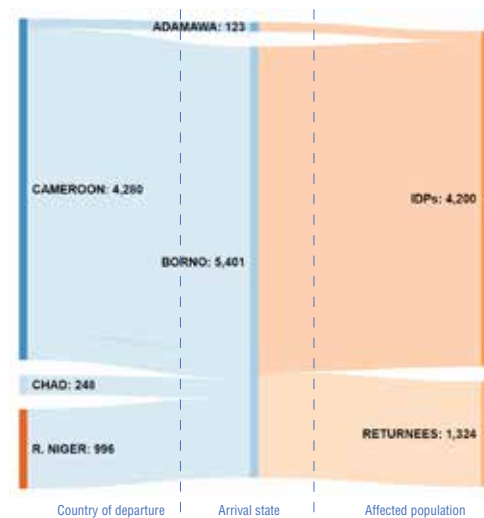 ADAMAWA: 123
CAMEROON: 4,280
IDPs: 4,200
BORNO: 5,401
CHAD: 248
RETURNEES: 1,324
R. NIGER: 996
Country of departure
Arrival state
Affected population